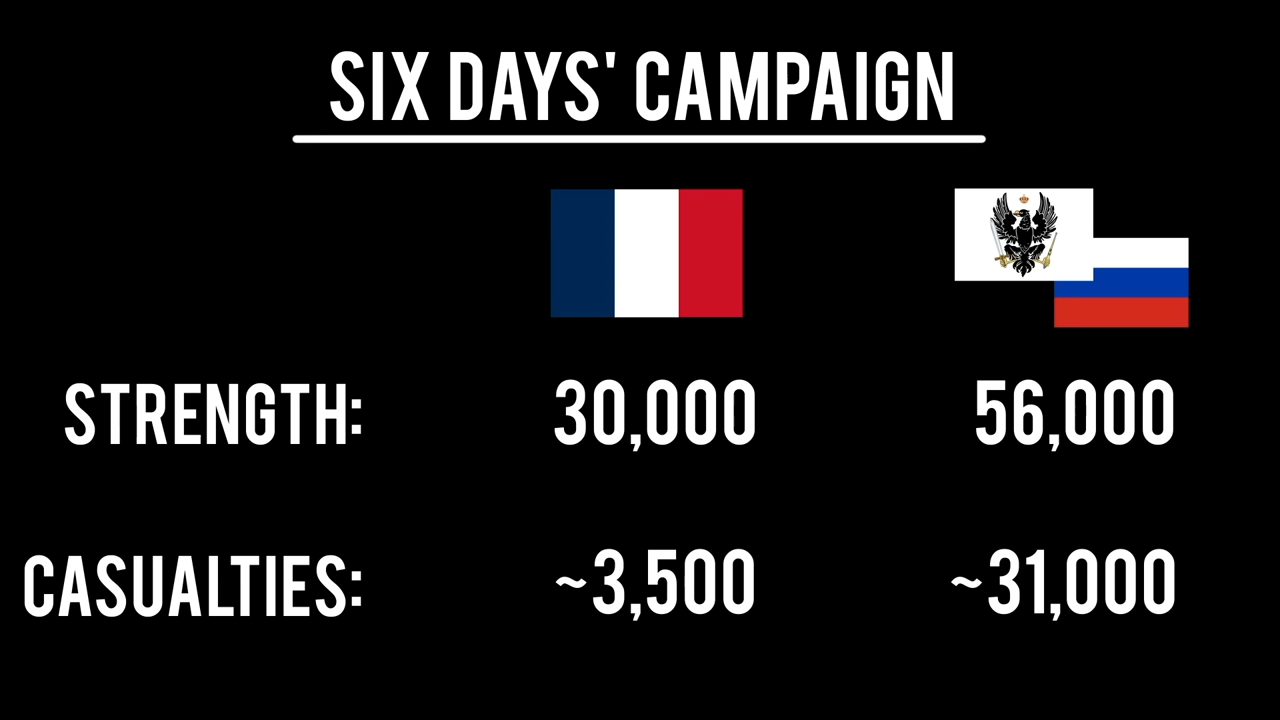 SIX DAYS' CAMPAIGN
STRENGTH: 30,000 56,000
CASUALTIES: ~3,500 ~31,000